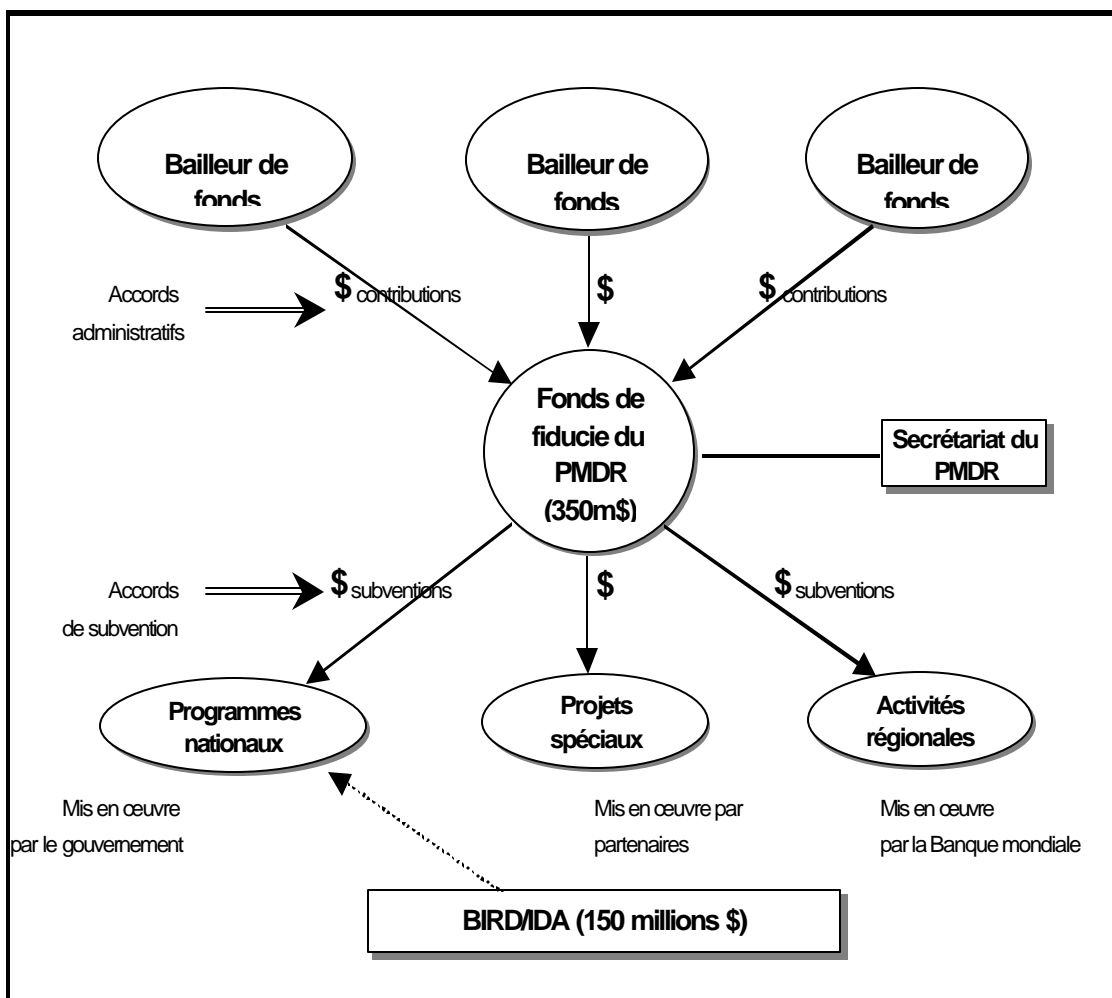 Bailleur de
fonds
Bailleur de
fonds
Bailleur de
fonds
Accords
administratifs
$ contributions
$
$ contributions
Fonds de
fiducie du
PMDR
(350m$)
Secrétariat du
PMDR
Accords
de subvention
$ subventions
$
$ subventions
Programmes
nationaux
Projets
spéciaux
Activités
régionales
Mis en œuvre
par le gouvernement
Mis en œuvre par
partenaires
Mis en œuvre
par la Banque mondiale
BIRD/IDA (150 millions $)